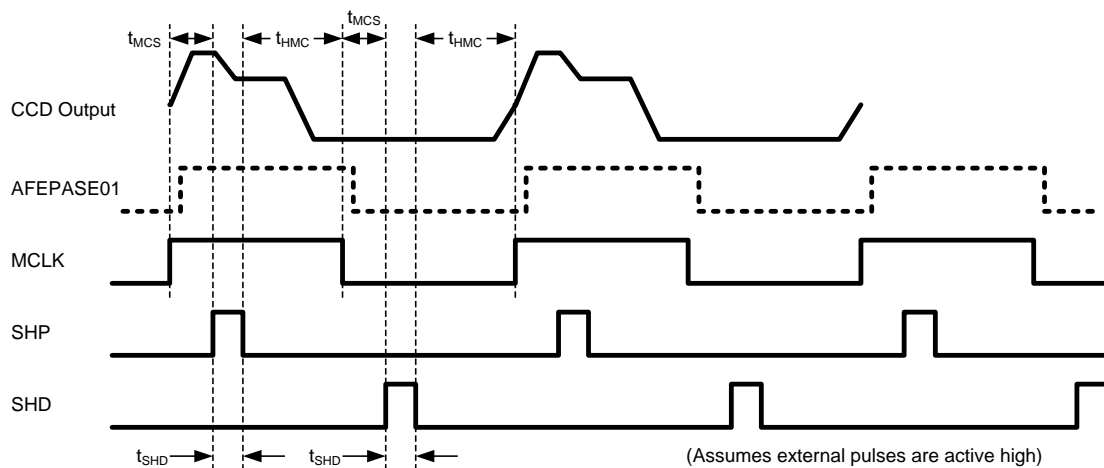 tMCS
tMCS tHMC tHMC
CCD Output
AFEPASE01
MCLK
SHP
SHD
tSHD tSHD (Assumes external pulses are active high)